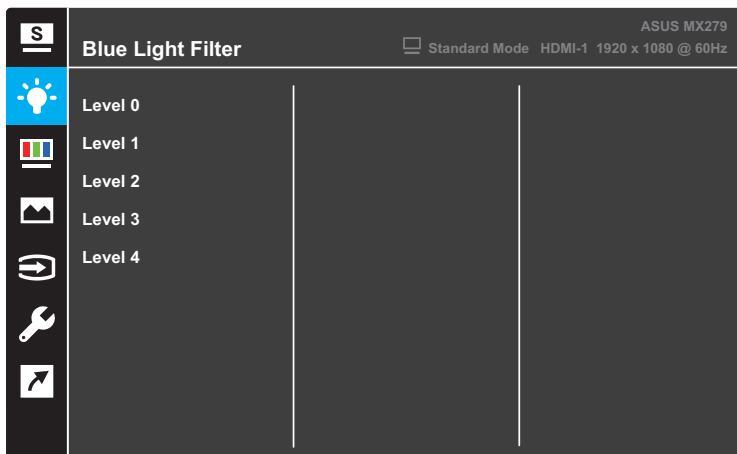 S
ASUS MX279
Blue Light Filter
Standard Mode HDMI-1 1920 x 1080 @ 60Hz
Level 0
Level 1
Level 2
Level 3
Level 4